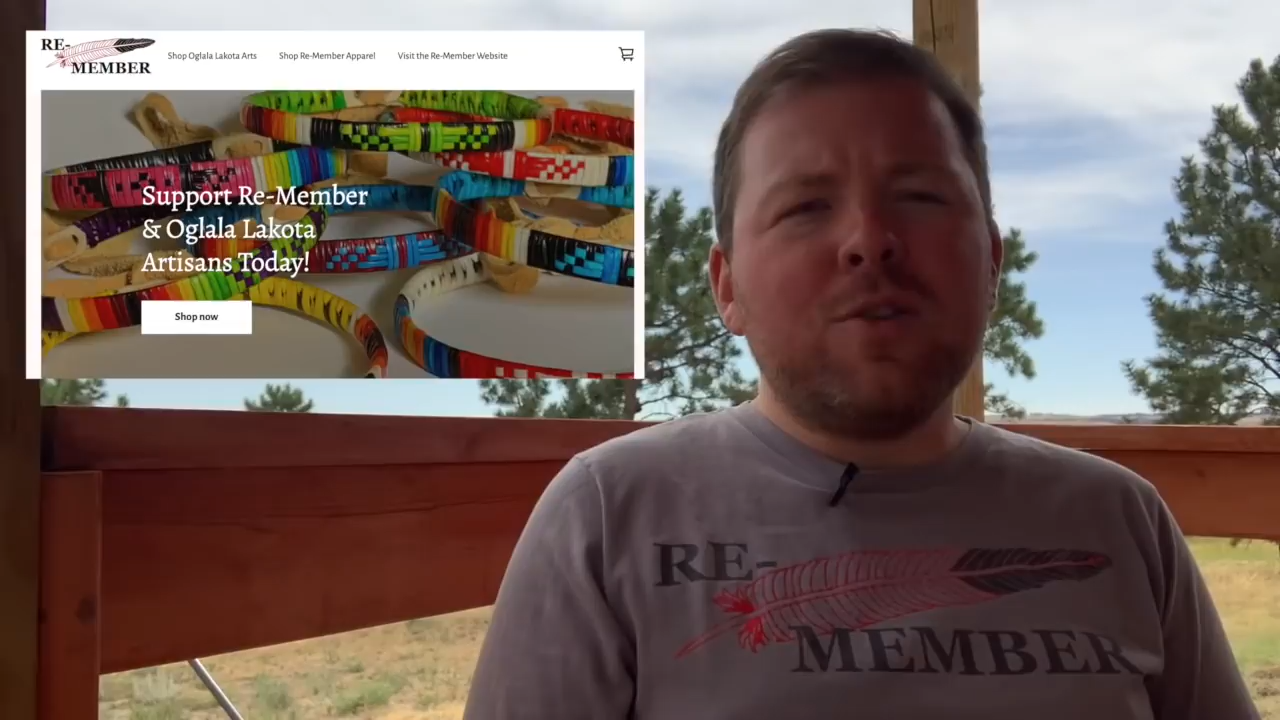 RE-
MEMBER
Shop Oglala Lakota Arts
Shop Re-Member Apparel
Visit the Re-Member Website
Support Re-Member
& Oglala Lakota
Artisans Today!
Shop now
RE-
MEMBER